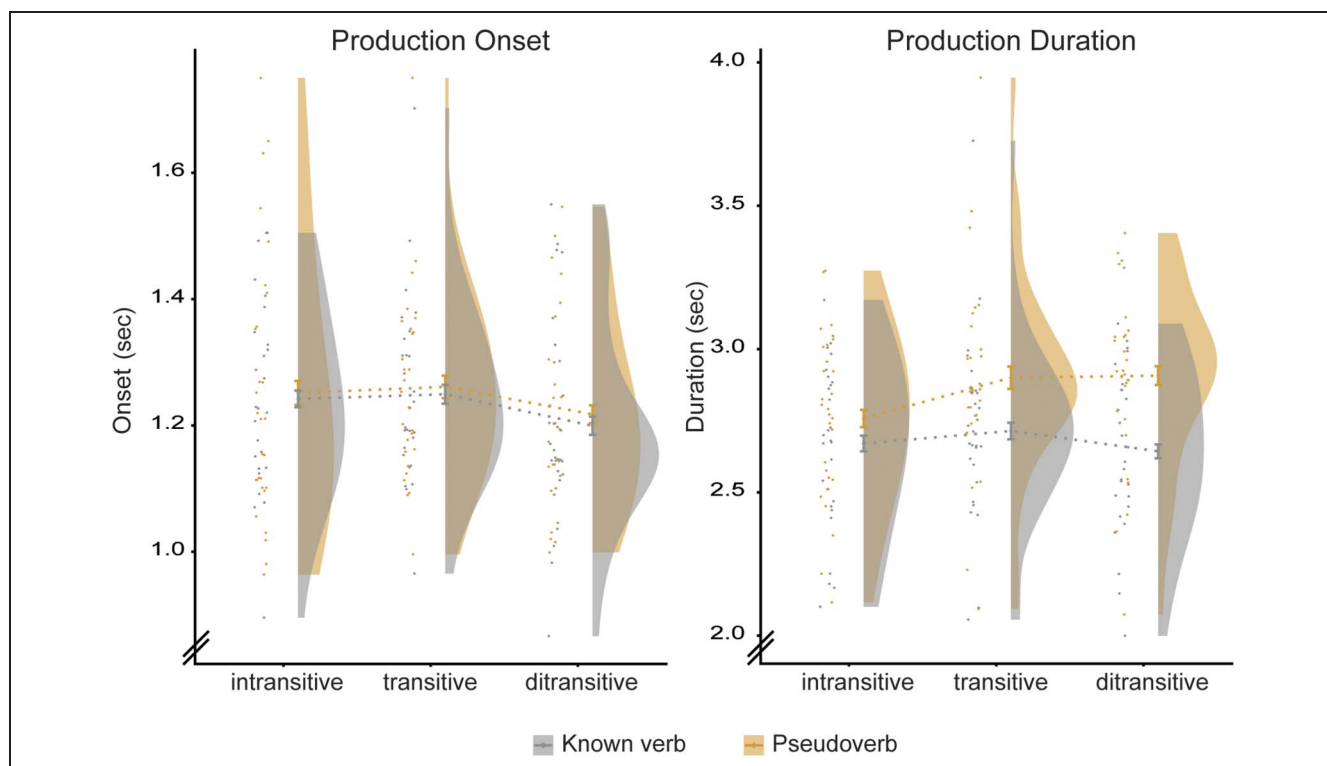 Production Onset
Production Duration
Onset (sec)
1.6
1.4
1.2
1.0
intransitive
transitive
ditransitive
Duration (sec)
4.0
3.5
3.0
2.5
2.0
intransitive
transitive
ditransitive
Known verb
Pseudoverb